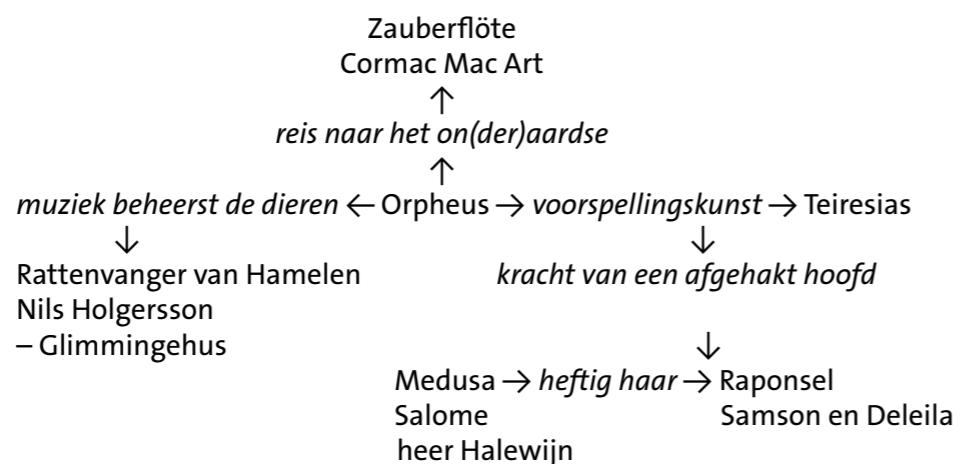 Zauberflöte
Cormac Mac Art
↑
reis naar het on(der)aardse
↑
muziek beheerst de dieren ← Orpheus → voorspellingskunst → Teiresias
↓ ↓
Rattenvanger van Hamelen kracht van een afgehakt hoofd
Nils Holgersson
– Glimmingehus ↓
Medusa → heftig haar → Raponsel
Salome Samson en Deleila
heer Halewijn